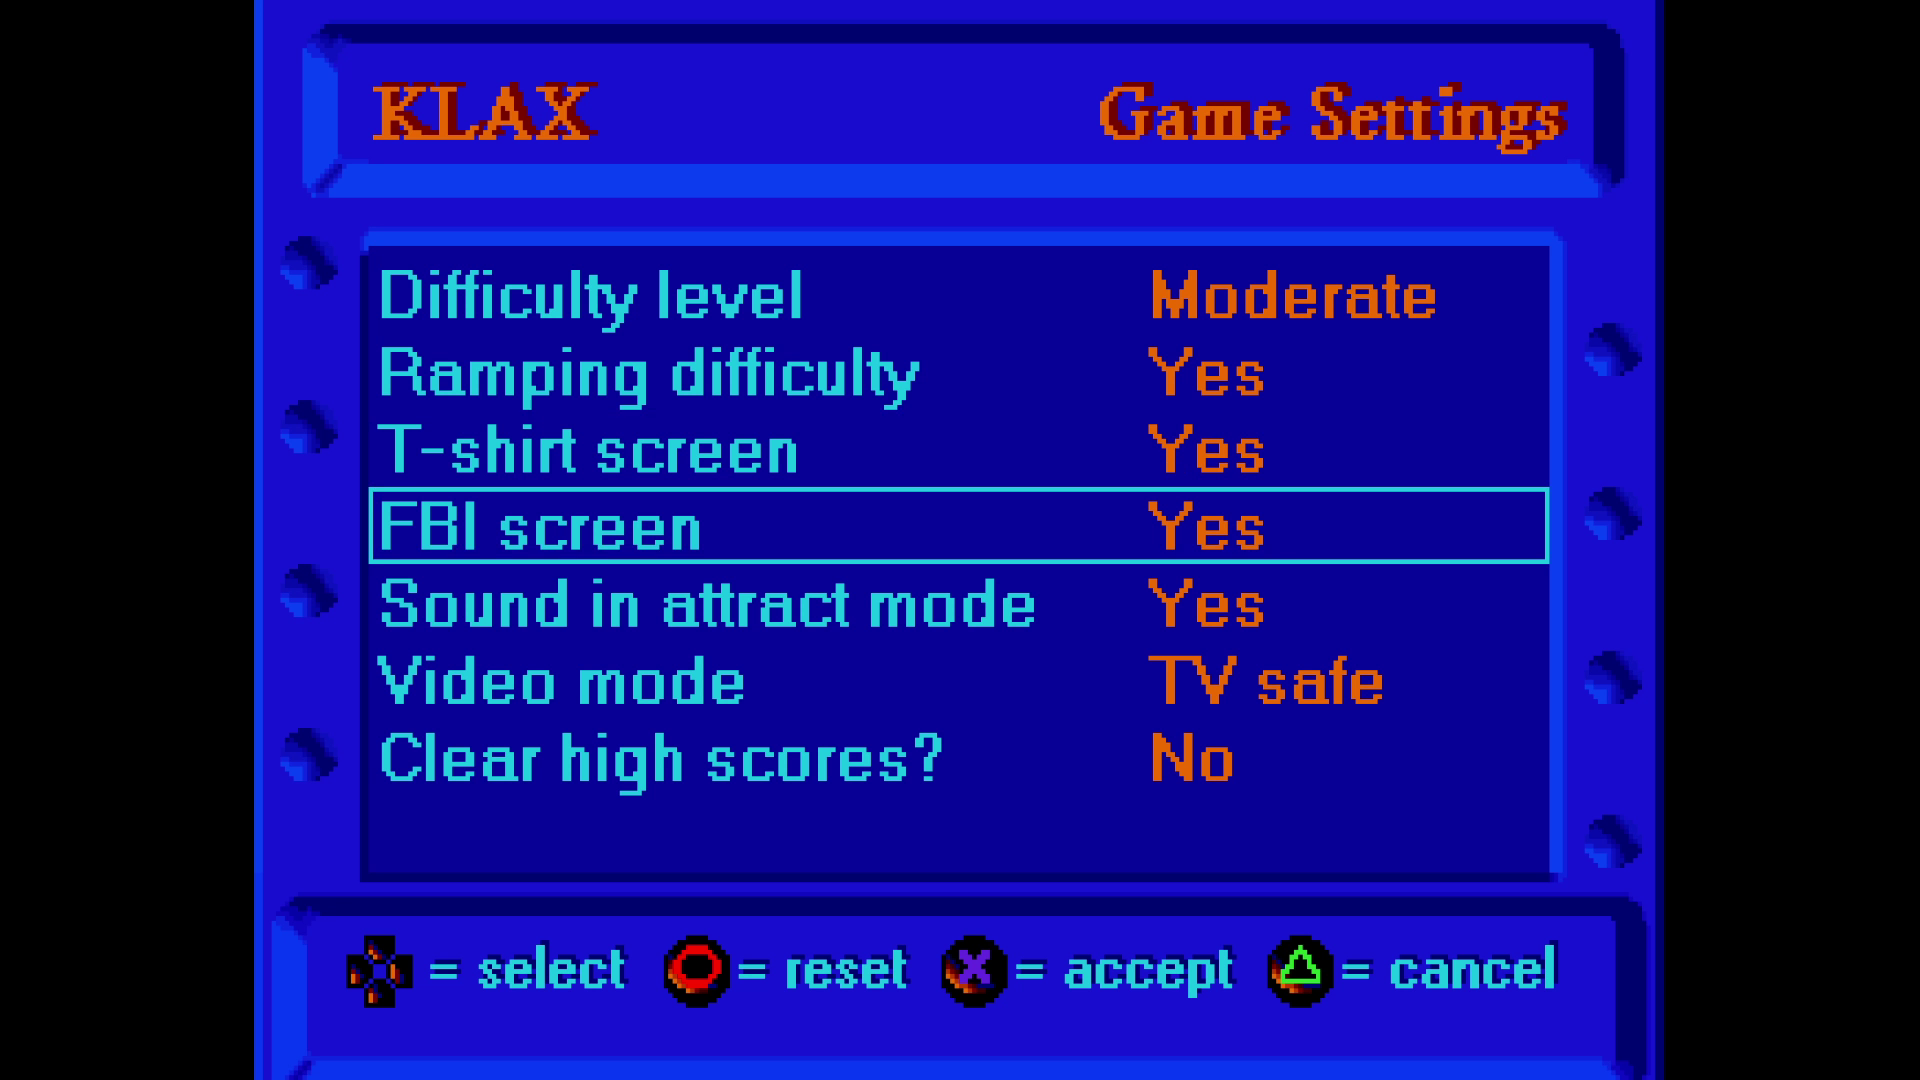 KLAX Game Settings
Difficulty level Moderate
Ramping difficulty Yes
T-shirt screen Yes
FBI screen Yes
Sound in attract mode Yes
Video mode TV safe
Clear high scores? No
= select = reset = accept = cancel